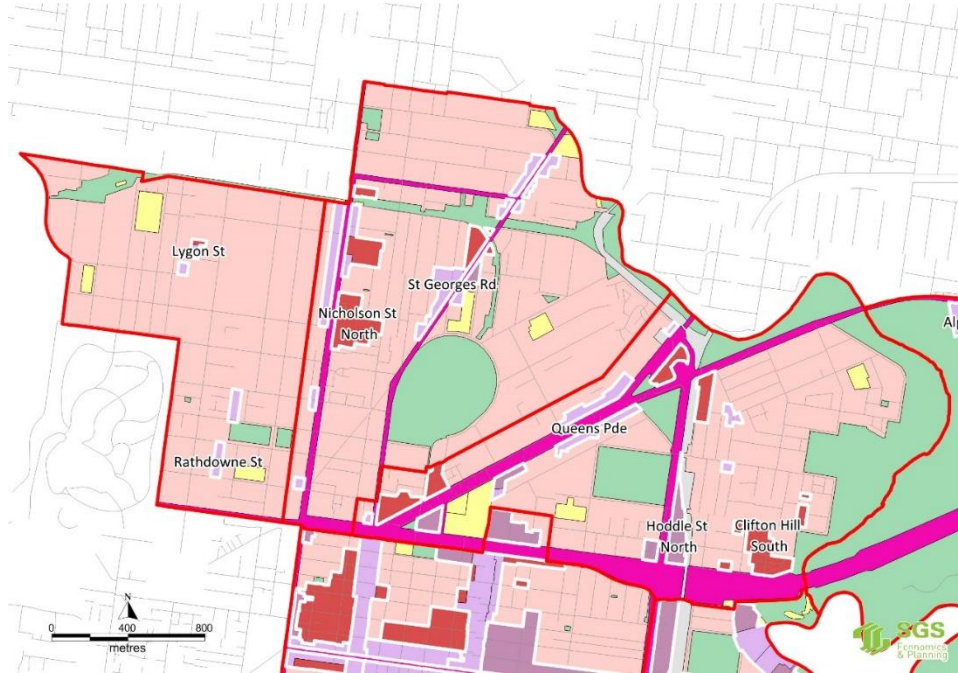 Lygon St
St Georges Rd
Nicholson St
North
Queens Pde
Rathdowne St
Hoddle St
North
Clifton Hill
South
Alp
N
0 400 800
metres
SGS
Economics
& Planning